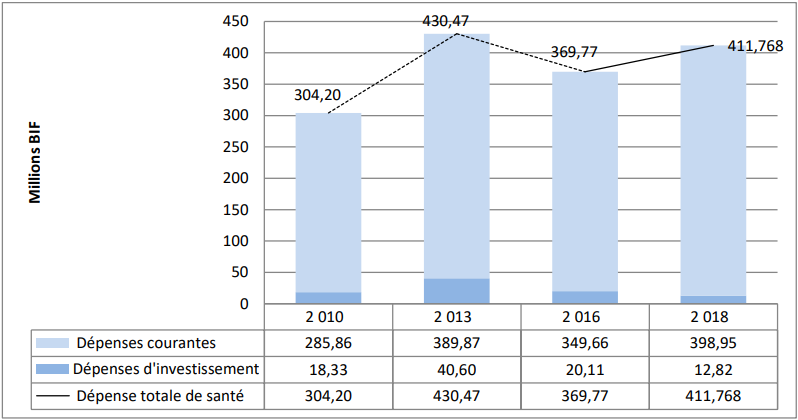 450
430,47
400
411,768
369,77
350
304,20
300
250
200
150
100
50
0
Millions BIF
2 010 2 013 2 016 2 018
Dépenses courantes 285,86 389,87 349,66 398,95
Dépenses d'investissement 18,33 40,60 20,11 12,82
Dépense totale de santé 304,20 430,47 369,77 411,768